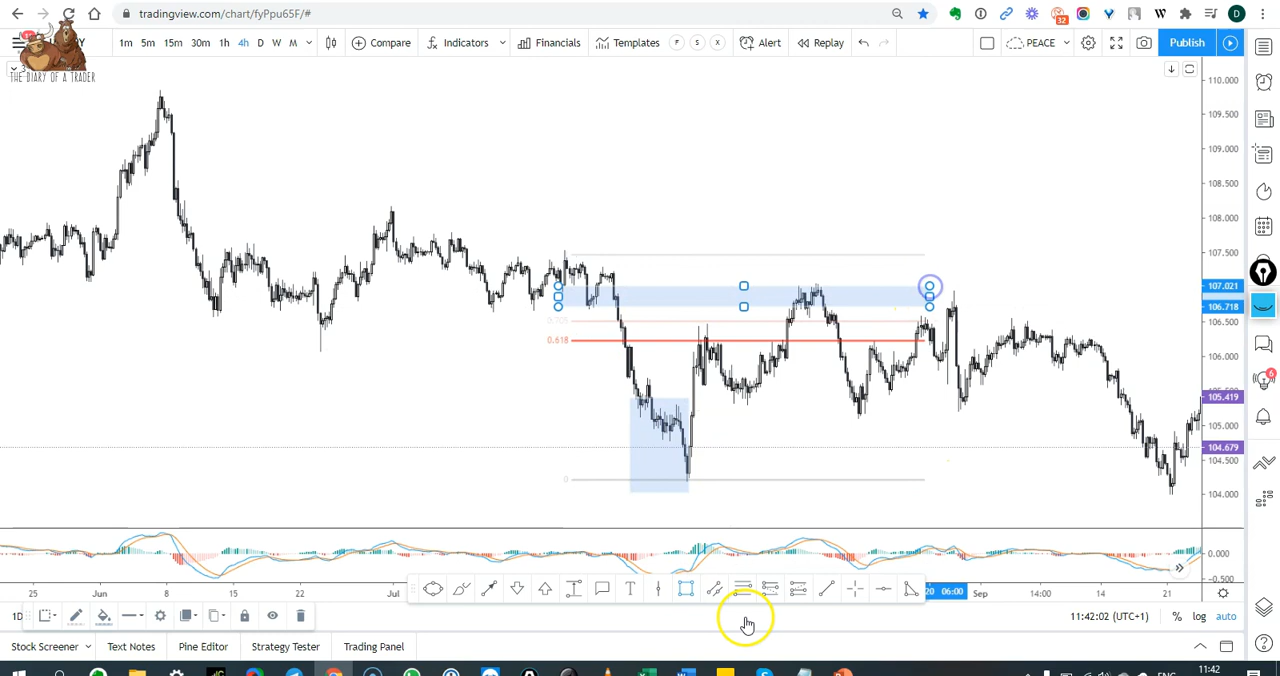 tradingview.com/chart/fyPpu65F/#
32
1m 5m 15m 30m 1h 4h D W M
Compare
Indicators
Financials
Templates
F S X
Alert
Replay
PEACE
Publish
THE DIARY OF A TRADER
110.000
109.500
109.000
108.500
108.000
107.500
107.021
106.718
106.500
106.000
105.419
105.000
104.679
104.500
104.000
0.618
0
0.000
-0.500
25 Jun 8 15 22 Jul 20 06:00 Sep 14:00 14 21
6
1D
11:42:02 (UTC+1)
% log auto
Stock Screener Text Notes Pine Editor Strategy Tester Trading Panel
11:42
ENG